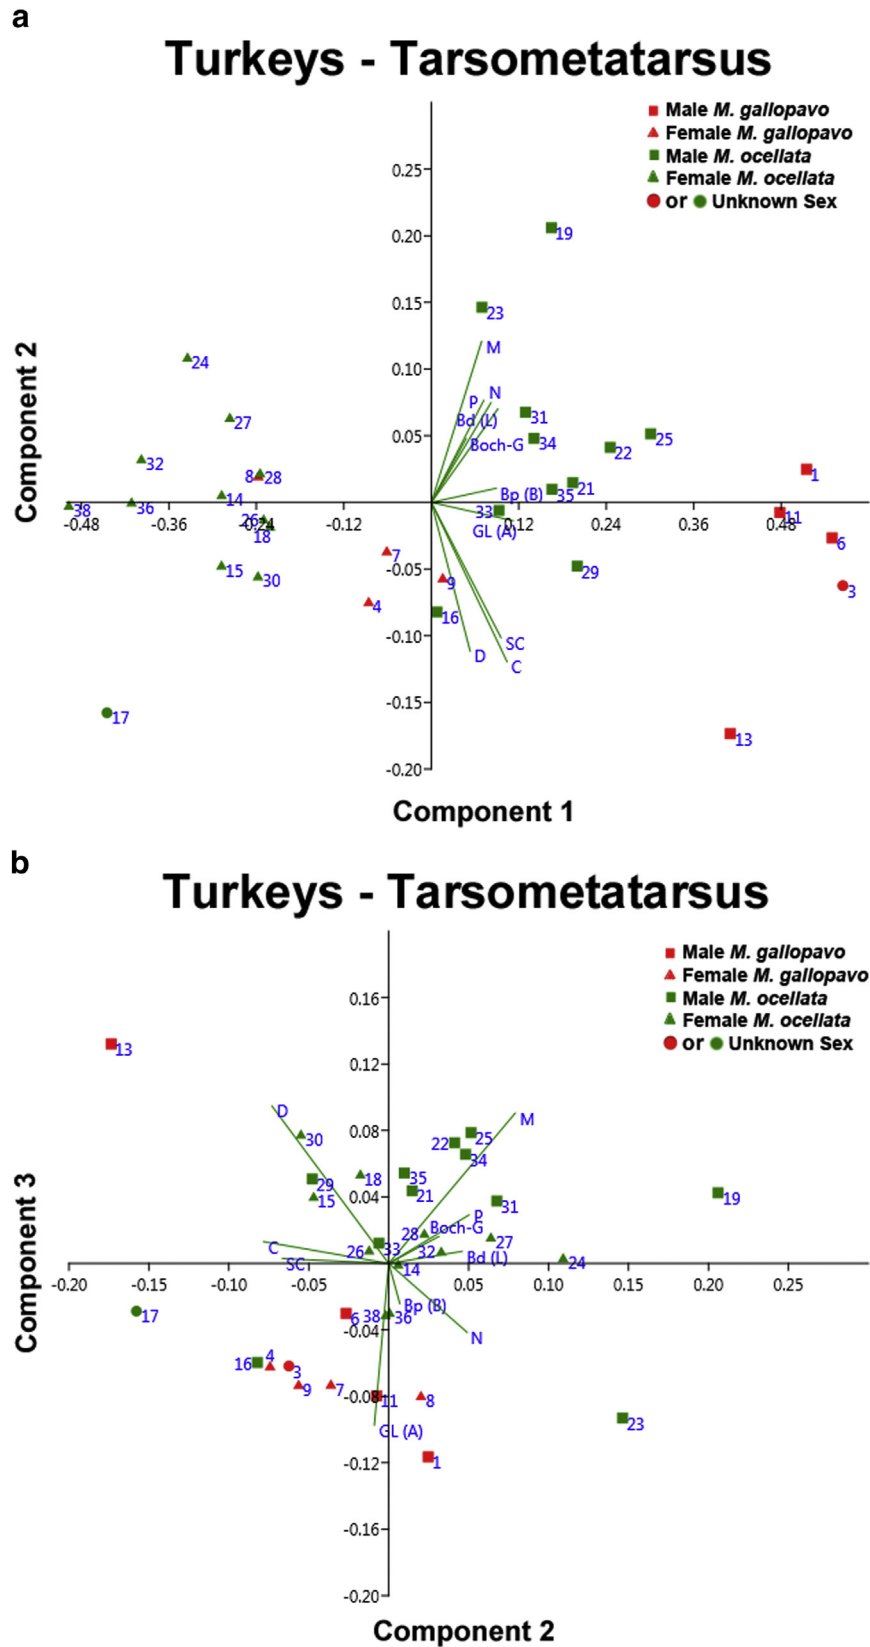 a
Turkeys - Tarsometatarsus
Male M. gallopavo
Female M. gallopavo
Male M. ocellata
Female M. ocellata
or Unknown Sex
0.25
0.20
19
0.15
23
M
24
0.10
N
P
27
Bd (L)
31
0.05
Boch-G
34
25
22
32
8 28
1
14
Bp (B)
35
21
38
36
26
33
11
-0.48
-0.36
-0.24
-0.12
0.12
0.24
0.36
0.48
18
GL (A)
6
7
15
30
-0.05
9
29
3
4
16
-0.10
SC
D
C
-0.15
17
13
-0.20
Component 2
Component 1
b
Turkeys - Tarsometatarsus
Male M. gallopavo
Female M. gallopavo
Male M. ocellata
Female M. ocellata
or Unknown Sex
0.16
13
0.12
D
M
0.08
30
22
25
34
18
35
29
15
0.04
21
19
31
P
28
Boch-G
27
C
26
33
32
Bd (L)
SC
14
24
-0.20
-0.15
-0.10
-0.05
0.05
0.10
0.15
0.20
0.25
Bp (B)
17
6
38
36
-0.04
N
16
4
3
9
7
-0.08
11
8
23
GL (A)
-0.12
1
-0.16
-0.20
Component 3
Component 2